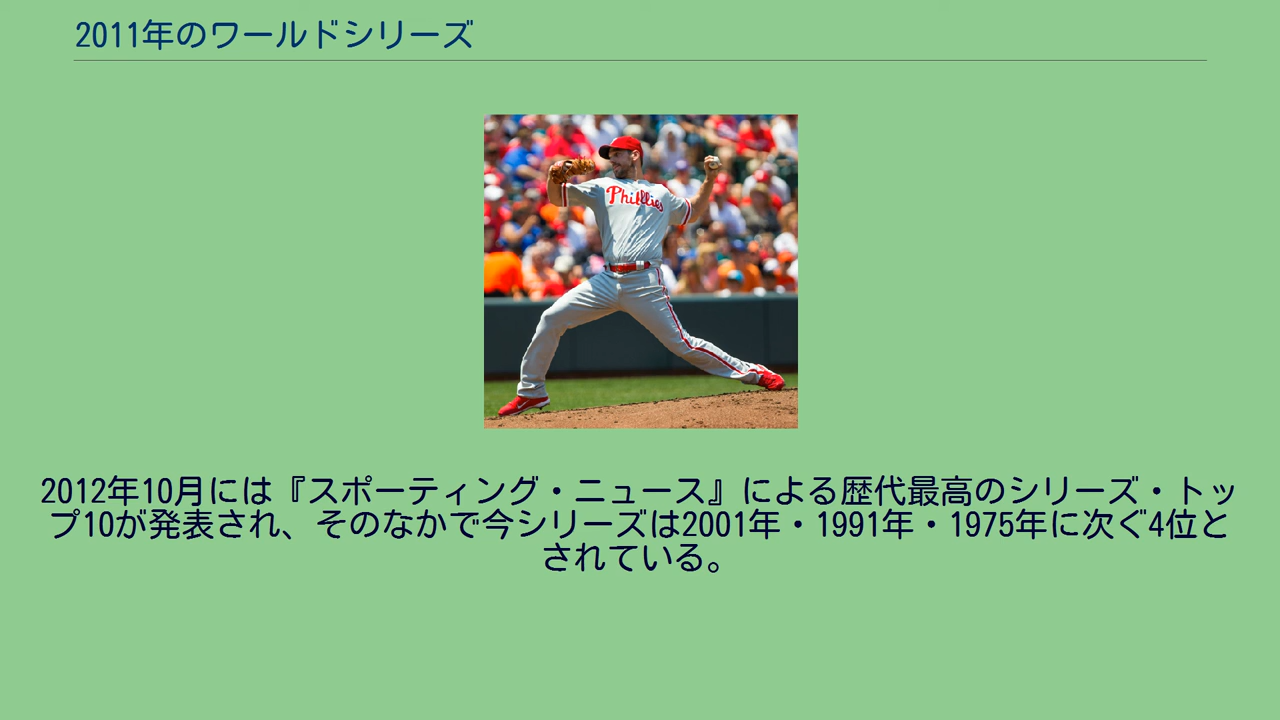 2011年のワールドシリーズ
Phillies
2012年10月には『スポーティング・ニュース』による歴代最高のシリーズ・トッ
プ10が発表され、そのなかで今シリーズは2001年・1991年・1975年に次ぐ4位と
されている。